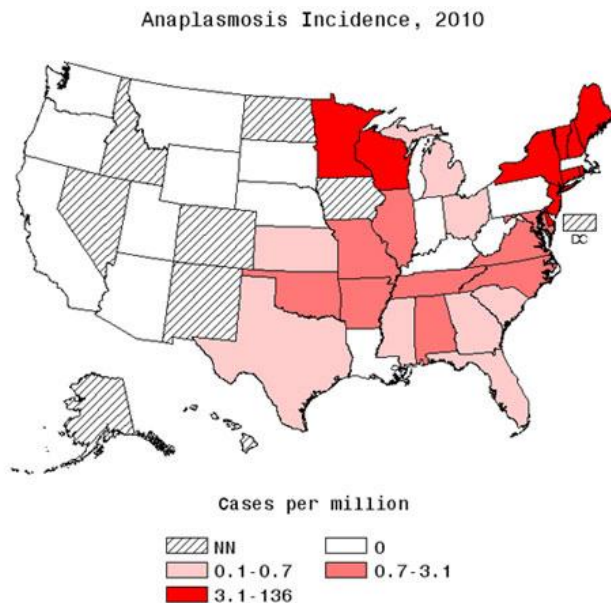 Anaplasmosis Incidence, 2010
DC
Cases per million
NN
0
0.1-0.7
0.7-3.1
3.1-136